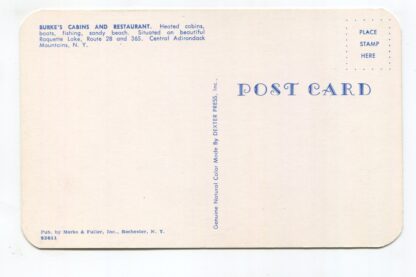 BURKE'S CABINS AND RESTAURANT. Heated cabins,
boats, fishing, sandy beach. Situated on beautiful
Raquette Lake, Route 28 and 365. Central Adirondack
Mountains, N. Y.
PLACE
STAMP
HERE
POST CARD
Genuine Natural Color Made By DEXTER PRESS, Inc.,
Pub. by Marks & Fuller, Inc., Rochester, N. Y.